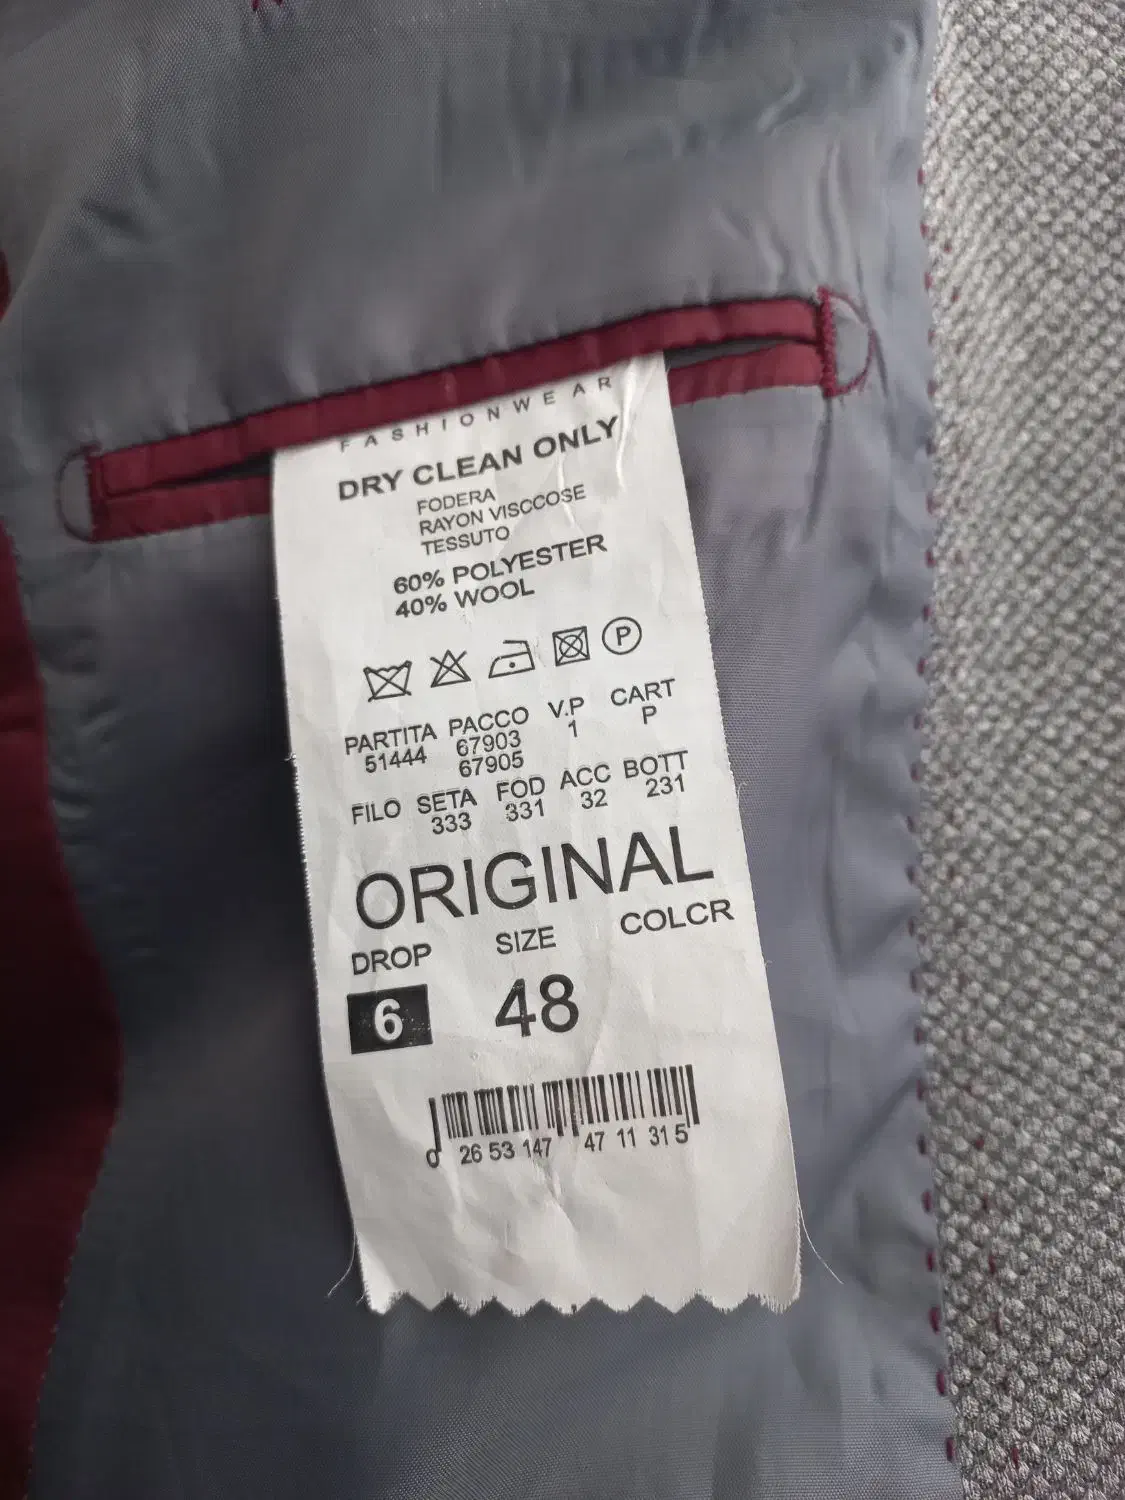 FASHIONWEAR
DRY CLEAN ONLY
FODERA
RAYON VISCCOSE
TESSUTO
60% POLYESTER
40% WOOL
P
PARTITA PACCO V.P CART
51444 67903 1 P
67905
FILO SETA FOD ACC BOTT
333 331 32 231
ORIGINAL
DROP SIZE COLCR
6 48
0 26 53 147 47 11 31 5